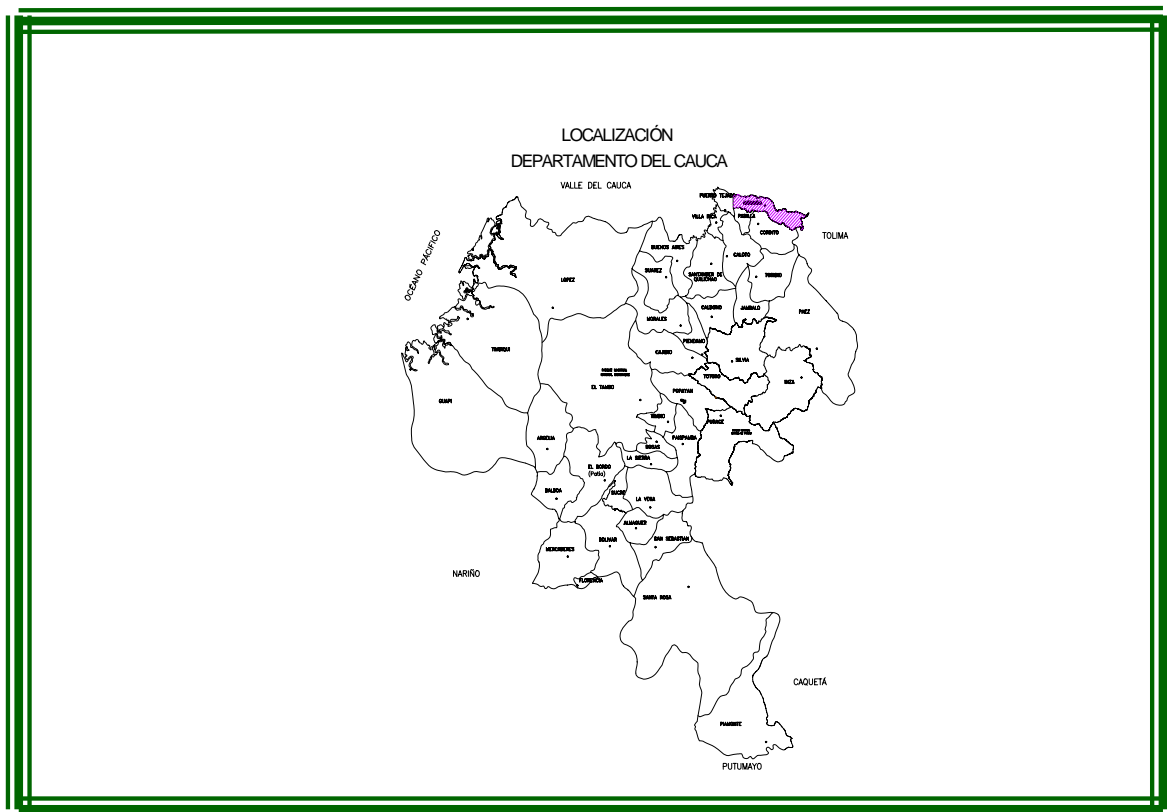 LOCALIZACIÓN
DEPARTAMENTO DEL CAUCA
VALLE DEL CAUCA
PUERTO TEJADA
VILLA RICA
PADILLA
CORINTO
TOLIMA
OCÉANO PACÍFICO
BUENOS AIRES
CALOTO
SUAREZ
SANTANDER DE
QUILICHAO
TORIBIO
LOPEZ
CALDONO
JAMBALO
PAEZ
MORALES
PIENDAMO
TIMBIQUI
CAJIBIO
SILVIA
TOTORO
INZA
EL TAMBO
POPAYAN
GUAPI
TIMBIO
PURACE
PAISPAMBA
ARGELIA
ROSAS
LA SIERRA
EL BORDO
(Patía)
BALBOA
SUCRE
LA VEGA
ALMAGUER
BOLIVAR
SAN SEBASTIAN
MERCADERES
NARIÑO
FLORENCIA
SANTA ROSA
CAQUETÁ
PIAMONTE
PUTUMAYO